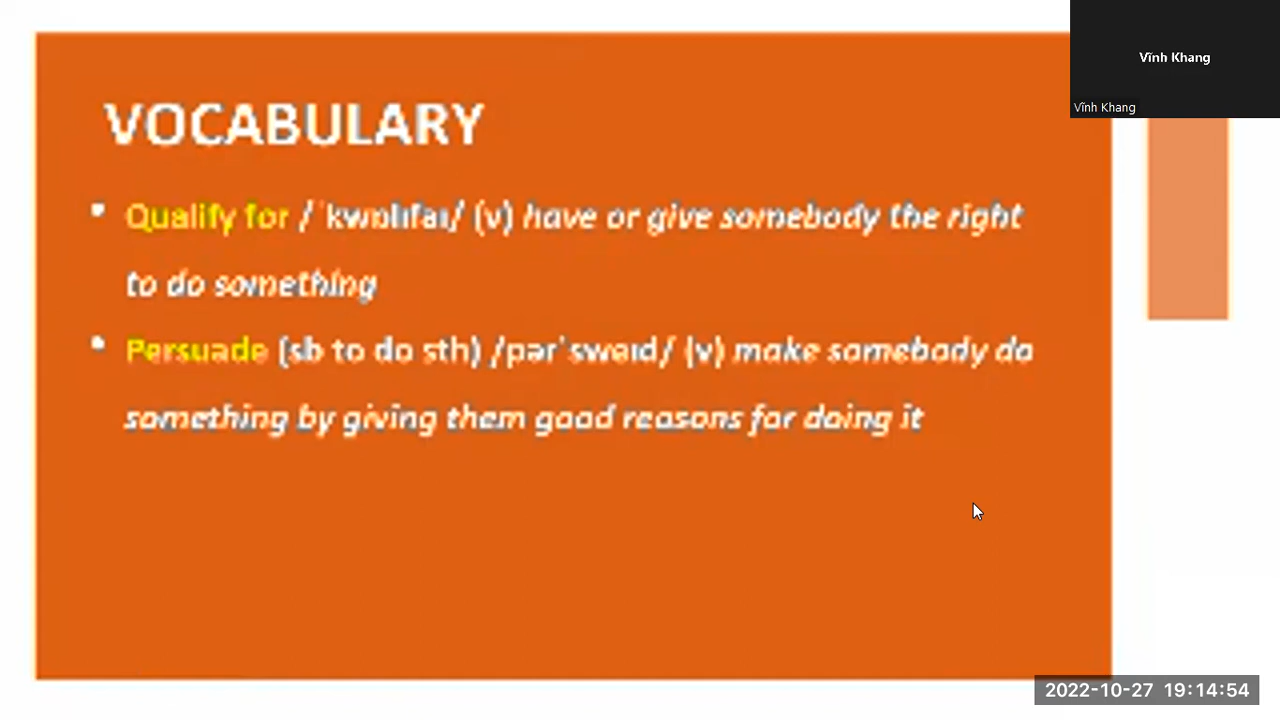 Vĩnh Khang
Vĩnh Khang
VOCABULARY
• Qualify for /ˈkwɒlɪfaɪ/ (v) have or give somebody the right
to do something
• Persuade (sb to do sth) /pərˈsweɪd/ (v) make somebody do
something by giving them good reasons for doing it
2022-10-27 19:14:54